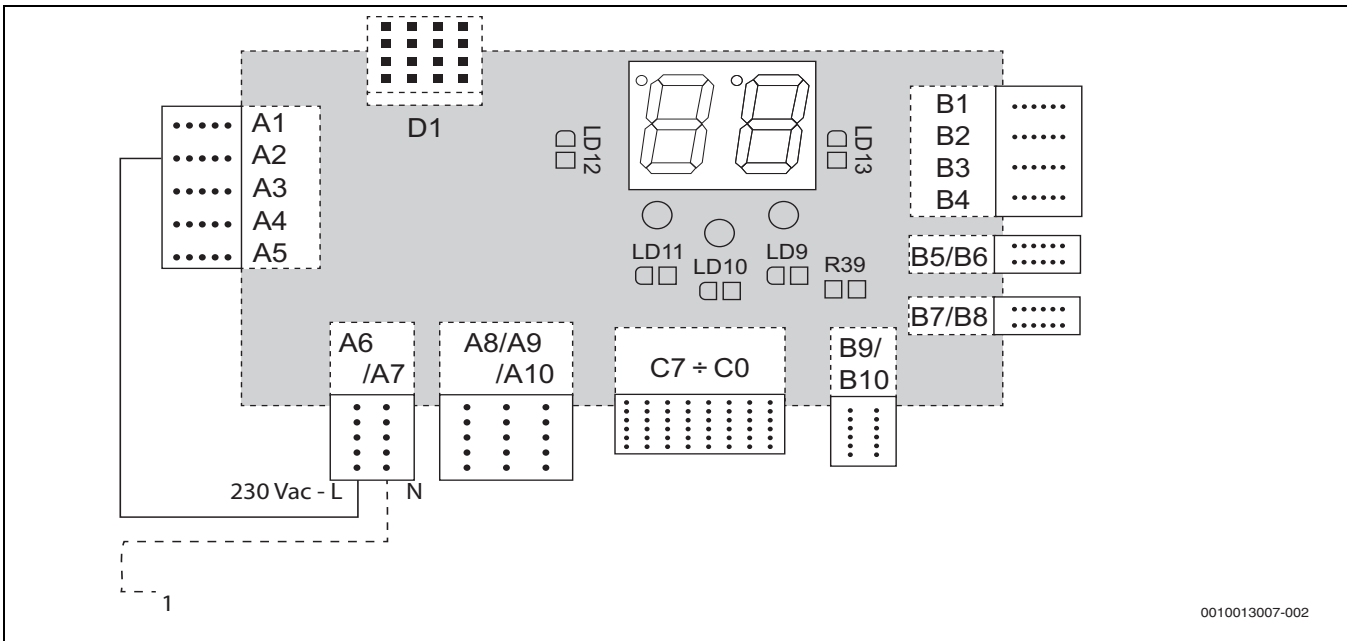 D1
A1
A2
A3
A4
A5
LD12
LD13
B1
B2
B3
B4
LD11
LD10
LD9
R39
B5/B6
B7/B8
A6
/A7
A8/A9
/A10
C7 ÷ C0
B9/
B10
230 Vac - L
N
1
0010013007-002